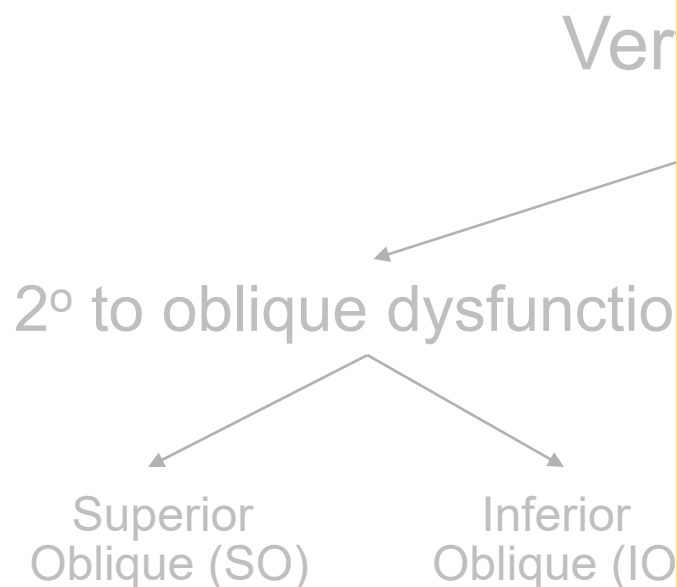 Ver
2º to oblique dysfunctio
Superior Inferior
Oblique (SO) Oblique (IO